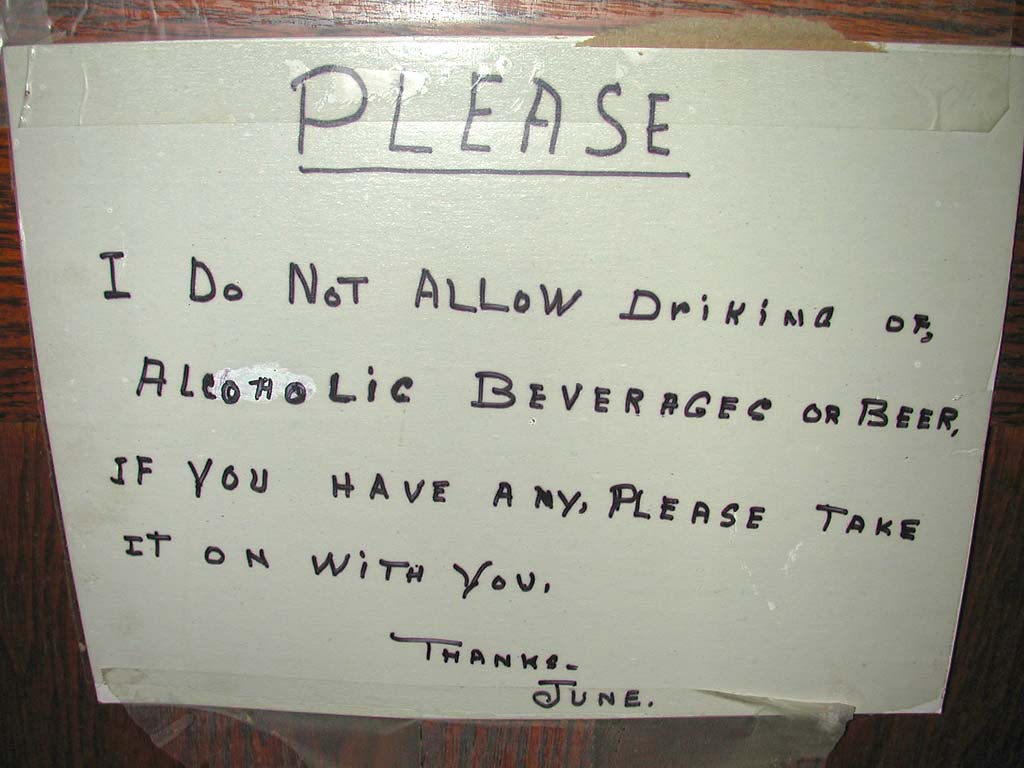 PLEASE
I Do NoT ALLoW DriKiNG oF,
ALcoHoLic BEVERAGES oR BEER,
IF YOU HAVE ANY, PLEASE TAKE
IT ON WiTH YOU.
THANKS-
JUNE.